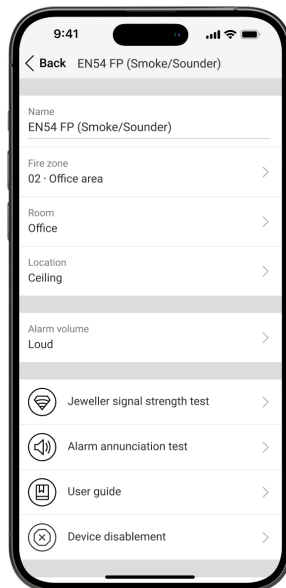 9:41
Back EN54 FP (Smoke/Sounder)
Name
EN54 FP (Smoke/Sounder)
Fire zone
02 · Office area
Room
Office
Location
Ceiling
Alarm volume
Loud
Jeweller signal strength test
Alarm annunciation test
User guide
Device disablement